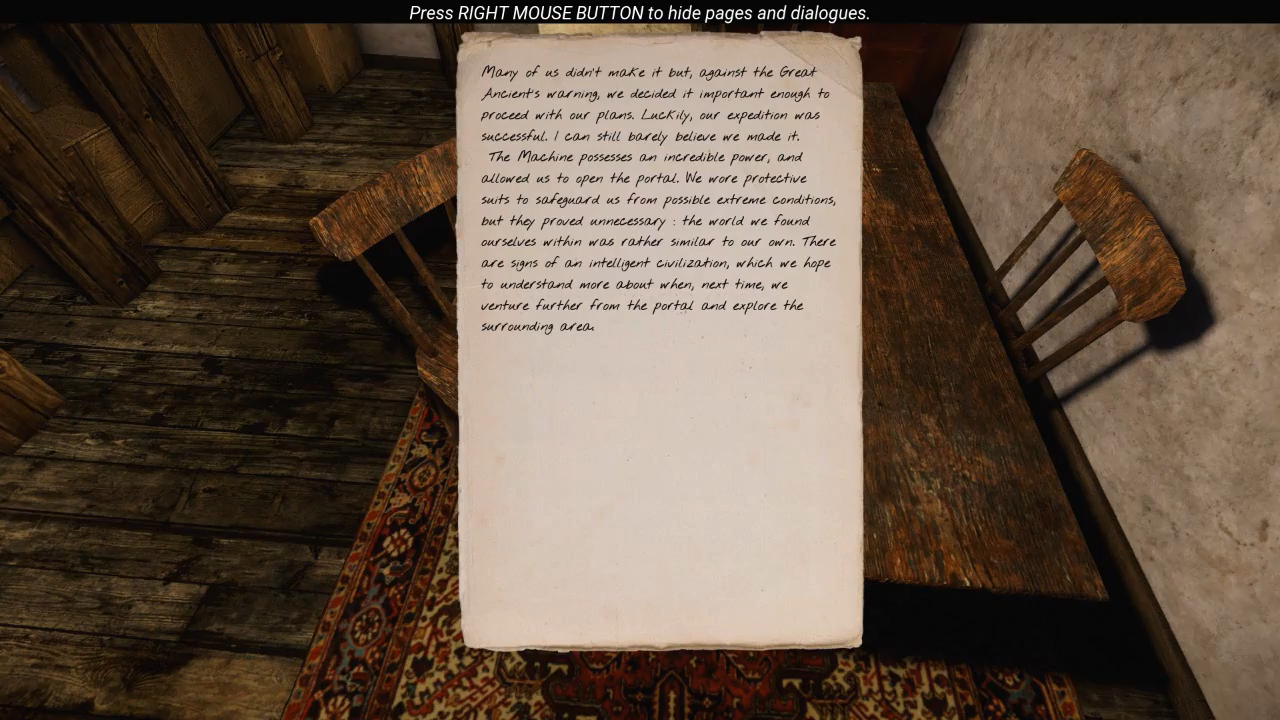 Press RIGHT MOUSE BUTTON to hide pages and dialogues.
Many of us didn't make it but, against the Great
Ancient's warning, we decided it important enough to
proceed with our plans. Luckily, our expedition was
successful. I can still barely believe we made it.
The Machine possesses an incredible power, and
allowed us to open the portal. We wore protective
suits to safeguard us from possible extreme conditions,
but they proved unnecessary : the world we found
ourselves within was rather similar to our own. There
are signs of an intelligent civilization, which we hope
to understand more about when, next time, we
venture further from the portal and explore the
surrounding area.